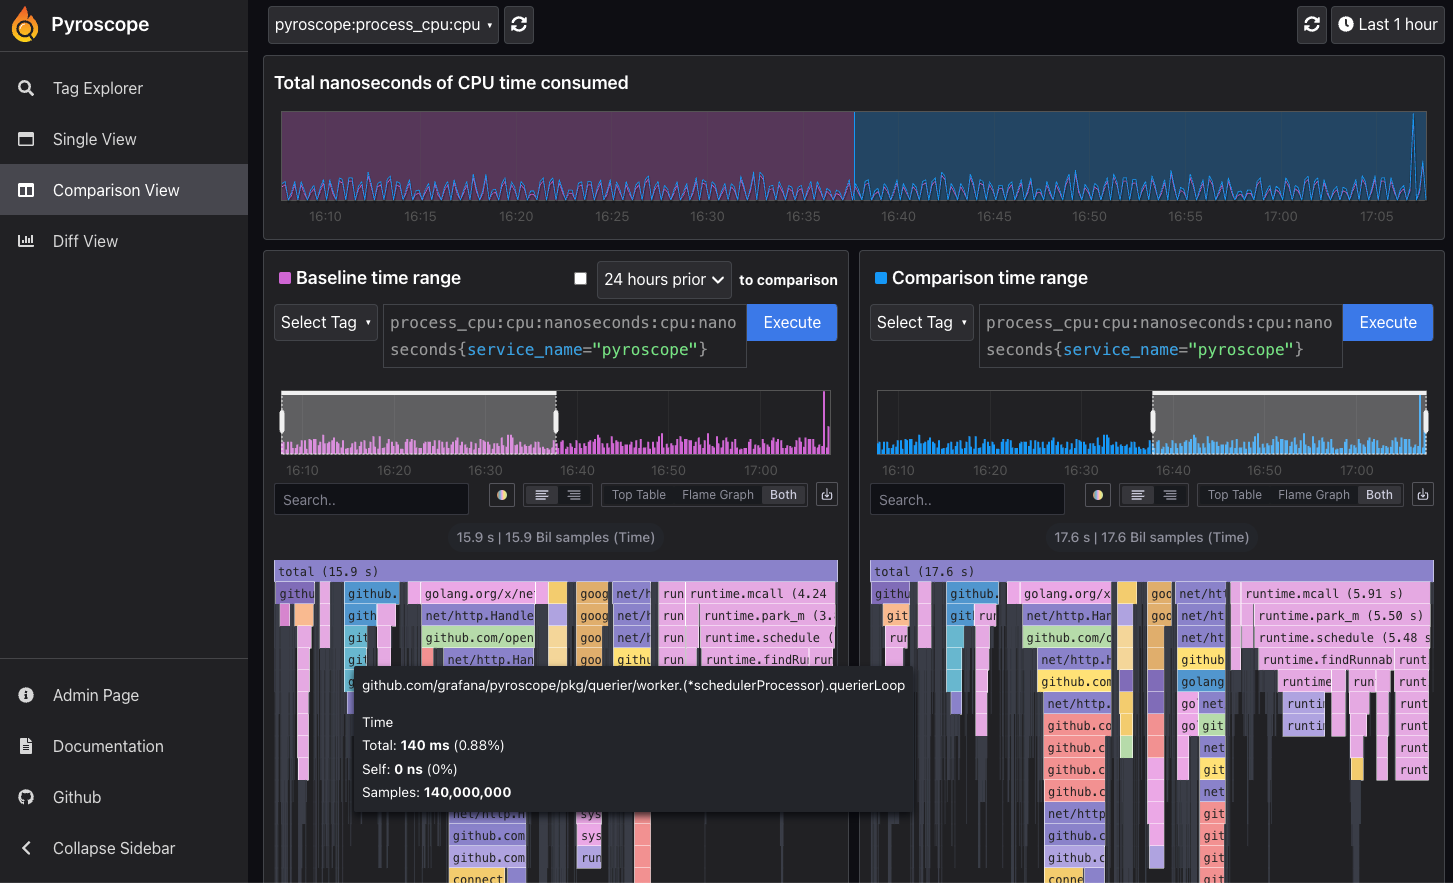 Pyroscope
pyroscope:process_cpu:cpu
Last 1 hour
Tag Explorer
Single View
Comparison View
Diff View
Total nanoseconds of CPU time consumed
16:10 16:15 16:20 16:25 16:30 16:35 16:40 16:45 16:50 16:55 17:00 17:05
Baseline time range
24 hours prior
to comparison
Select Tag
process_cpu:cpu:nanoseconds:cpu:nano
seconds{service_name="pyroscope"}
Execute
16:10 16:20 16:30 16:40 16:50 17:00
Search..
Top Table Flame Graph Both
15.9 s | 15.9 Bil samples (Time)
total (15.9 s)
githu github. golang.org/x/ne goog net/h run runtime.mcall (4.24
gith net/http.Handle goo net/h runtime.park_m (3.
git github.com/open goo net/h run runtime.schedule (
git net/http.Han goo githu run runtime.findRu run
github.com/grafana/pyroscope/pkg/querier/worker.(*schedulerProcessor).querierLoop
Time
Total: 140 ms (0.88%)
Self: 0 ns (0%)
Samples: 140,000,000
net/http.H sys
github.com sys
github.com run
connect
Comparison time range
Select Tag
process_cpu:cpu:nanoseconds:cpu:nano
seconds{service_name="pyroscope"}
Execute
16:10 16:20 16:30 16:40 16:50 17:00
Search..
Top Table Flame Graph Both
17.6 s | 17.6 Bil samples (Time)
total (17.6 s)
githu github. golang.org/x goo net/ht runtime.mcall (5.91 s)
git git run net/http.Han goo net/ht runtime.park_m (5.50 s)
run github.com/o net/ht runtime.schedule (5.48 s
net/http.H github runtime.findRunnab runt
github.com golang runtime run runt
net/http. go net runti runt
github.co go git runti runt
github.c net runt
github.c git runt
github.c net
net/http git
github.c git
github.c git
conne git
Admin Page
Documentation
Github
Collapse Sidebar